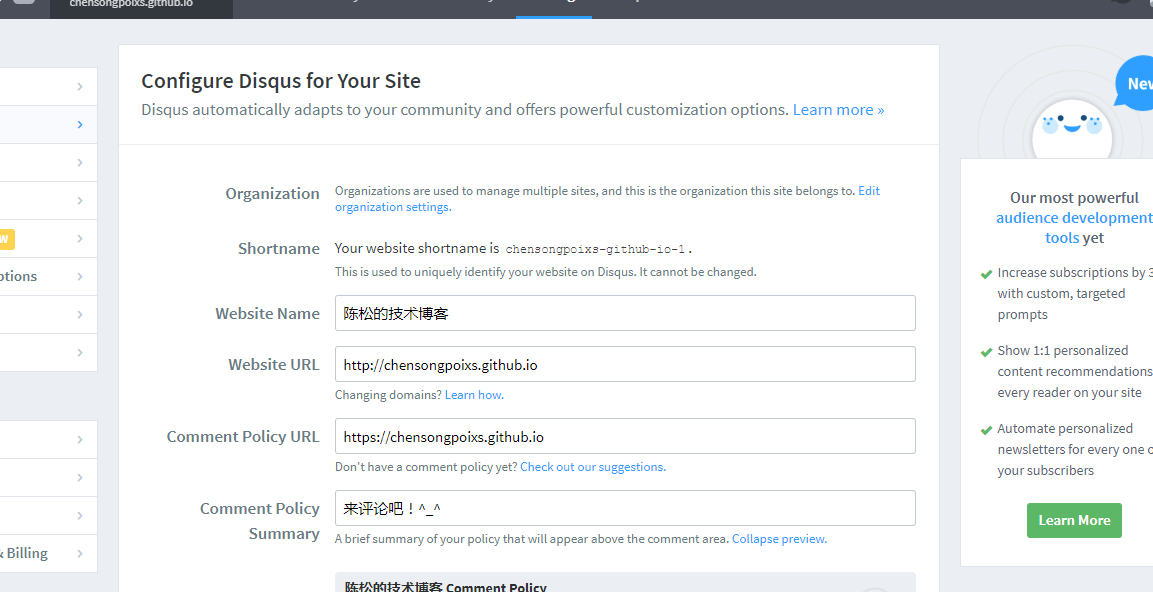 chensongpoixs.github.io
Configure Disqus for Your Site
Disqus automatically adapts to your community and offers powerful customization options. Learn more »
Organization
Organizations are used to manage multiple sites, and this is the organization this site belongs to. Edit
organization settings.
Shortname
Your website shortname is chensongpoixs-github-io-1 .
This is used to uniquely identify your website on Disqus. It cannot be changed.
Website Name
陈松的技术博客
Website URL
http://chensongpoixs.github.io
Changing domains? Learn how.
Comment Policy URL
https://chensongpoixs.github.io
Don't have a comment policy yet? Check out our suggestions.
Comment Policy
Summary
来评论吧！^_^
A brief summary of your policy that will appear above the comment area. Collapse preview.
陈松的技术博客 Comment Policy
& Billing
Our most powerful
audience development
tools yet
Increase subscriptions by 3
with custom, targeted
prompts
Show 1:1 personalized
content recommendations
every reader on your site
Automate personalized
newsletters for every one o
your subscribers
Learn More